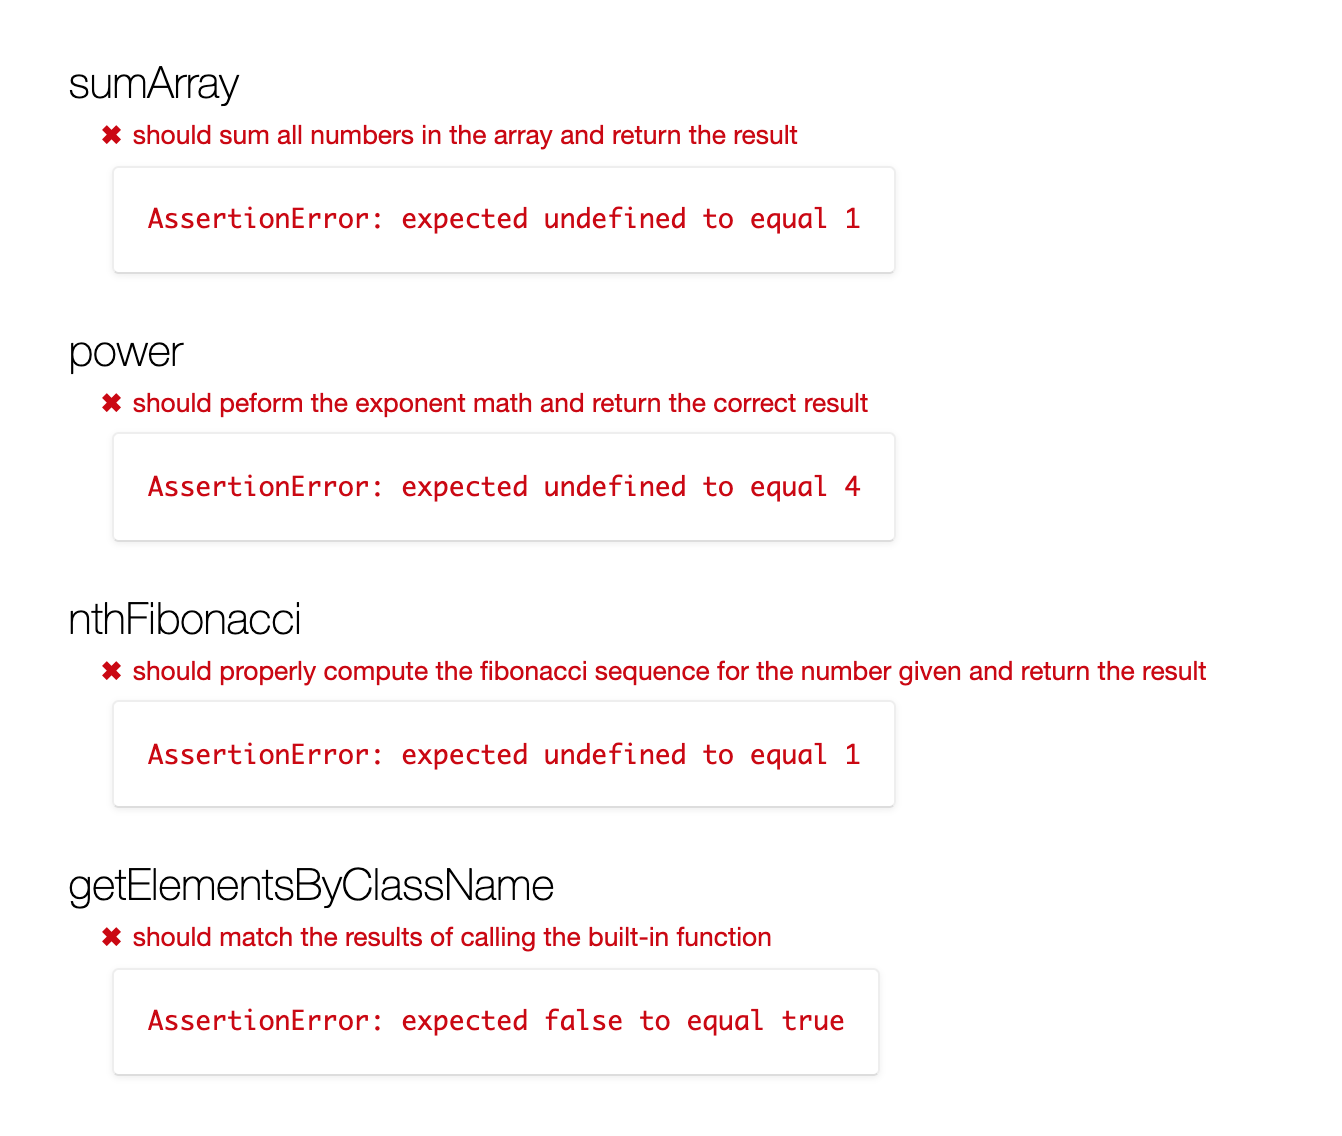 sumArray
✖ should sum all numbers in the array and return the result
AssertionError: expected undefined to equal 1
power
✖ should peform the exponent math and return the correct result
AssertionError: expected undefined to equal 4
nthFibonacci
✖ should properly compute the fibonacci sequence for the number given and return the result
AssertionError: expected undefined to equal 1
getElementsByClassName
✖ should match the results of calling the built-in function
AssertionError: expected false to equal true